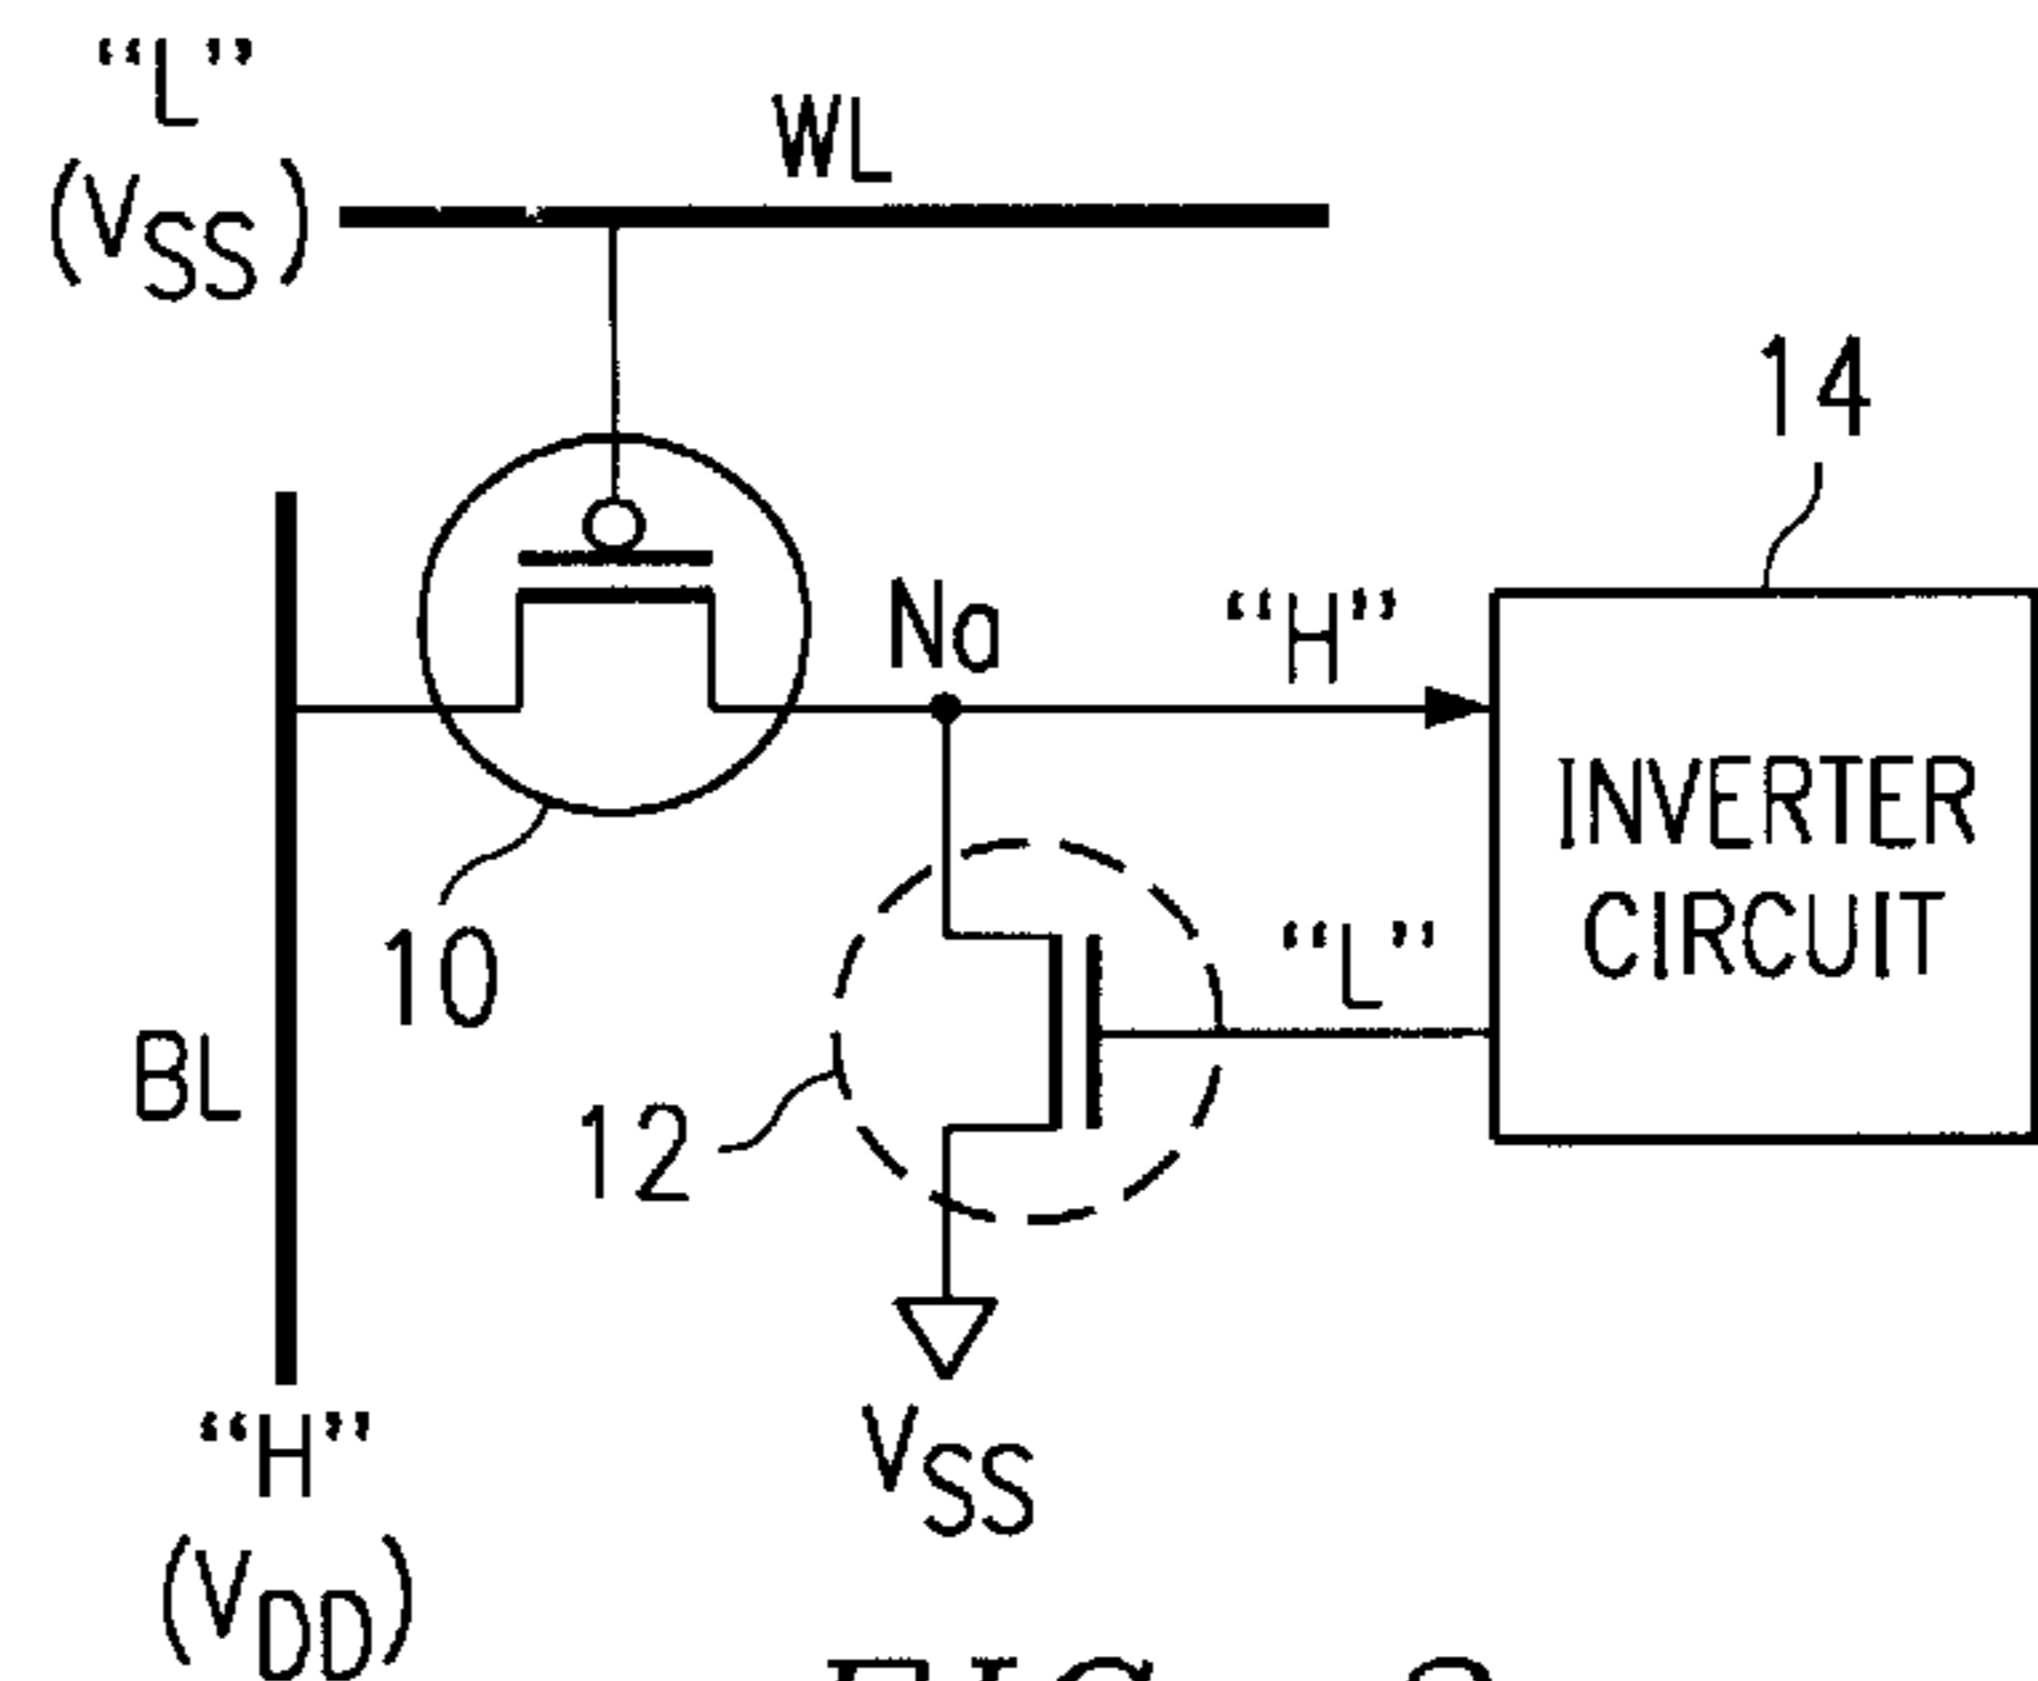 “L”
(VSS)
WL
14
Na
“H”
INVERTER
CIRCUIT
10
“L”
BL
12
“H”
(VDD)
VSS